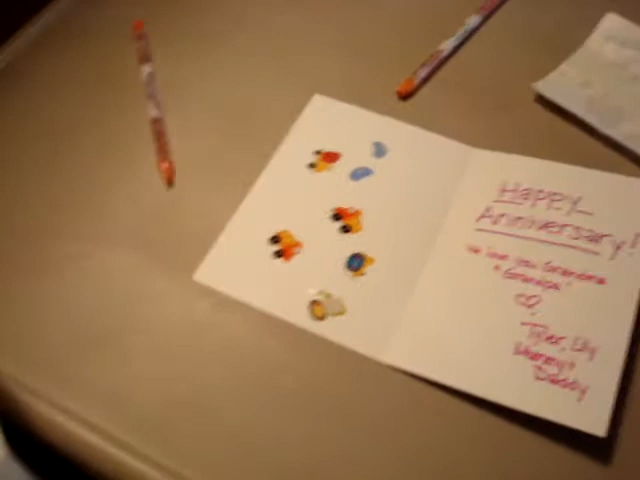 Happy
Anniversary!
We love you Grandma
& Grandpa
Tyler, Lily
Mommy &
Daddy